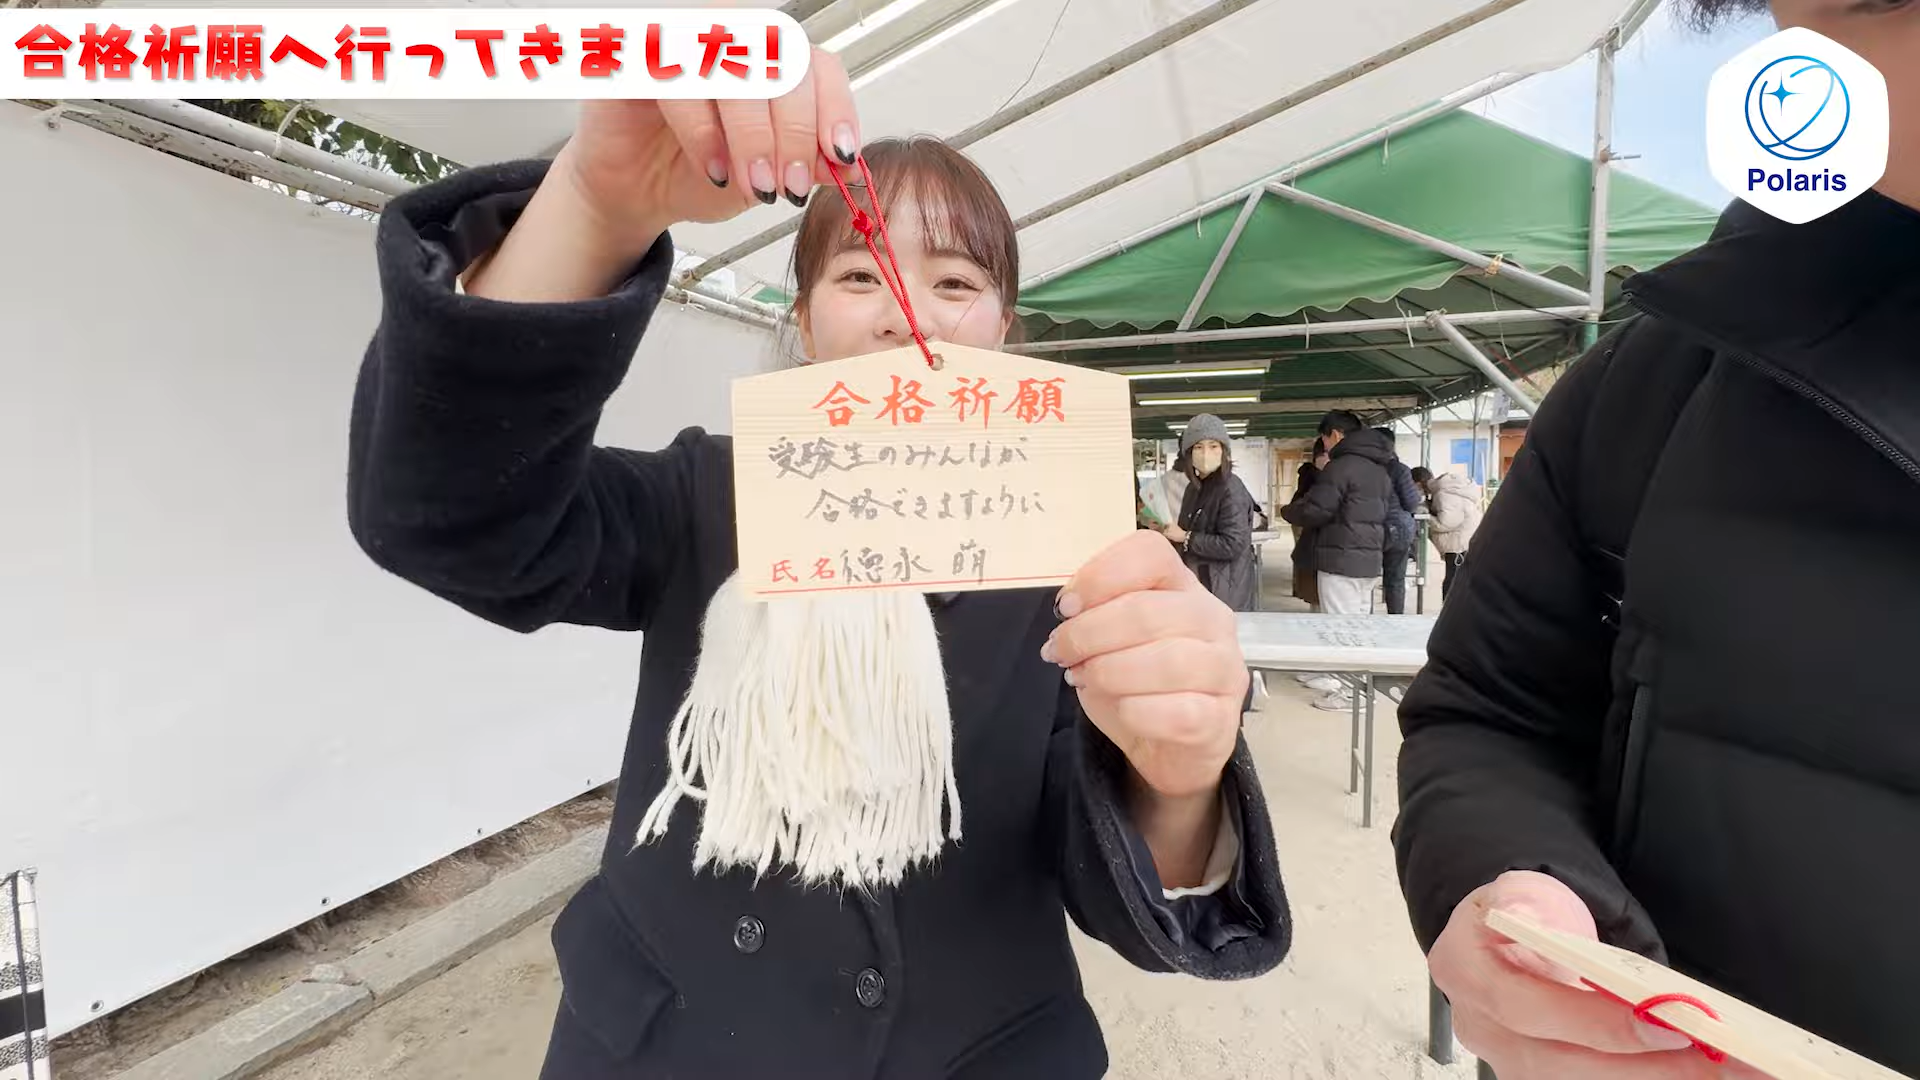 合格祈願へ行ってきました!
Polaris
合格祈願
受験生のみんなが
合格できますように
氏名 徳永 萌